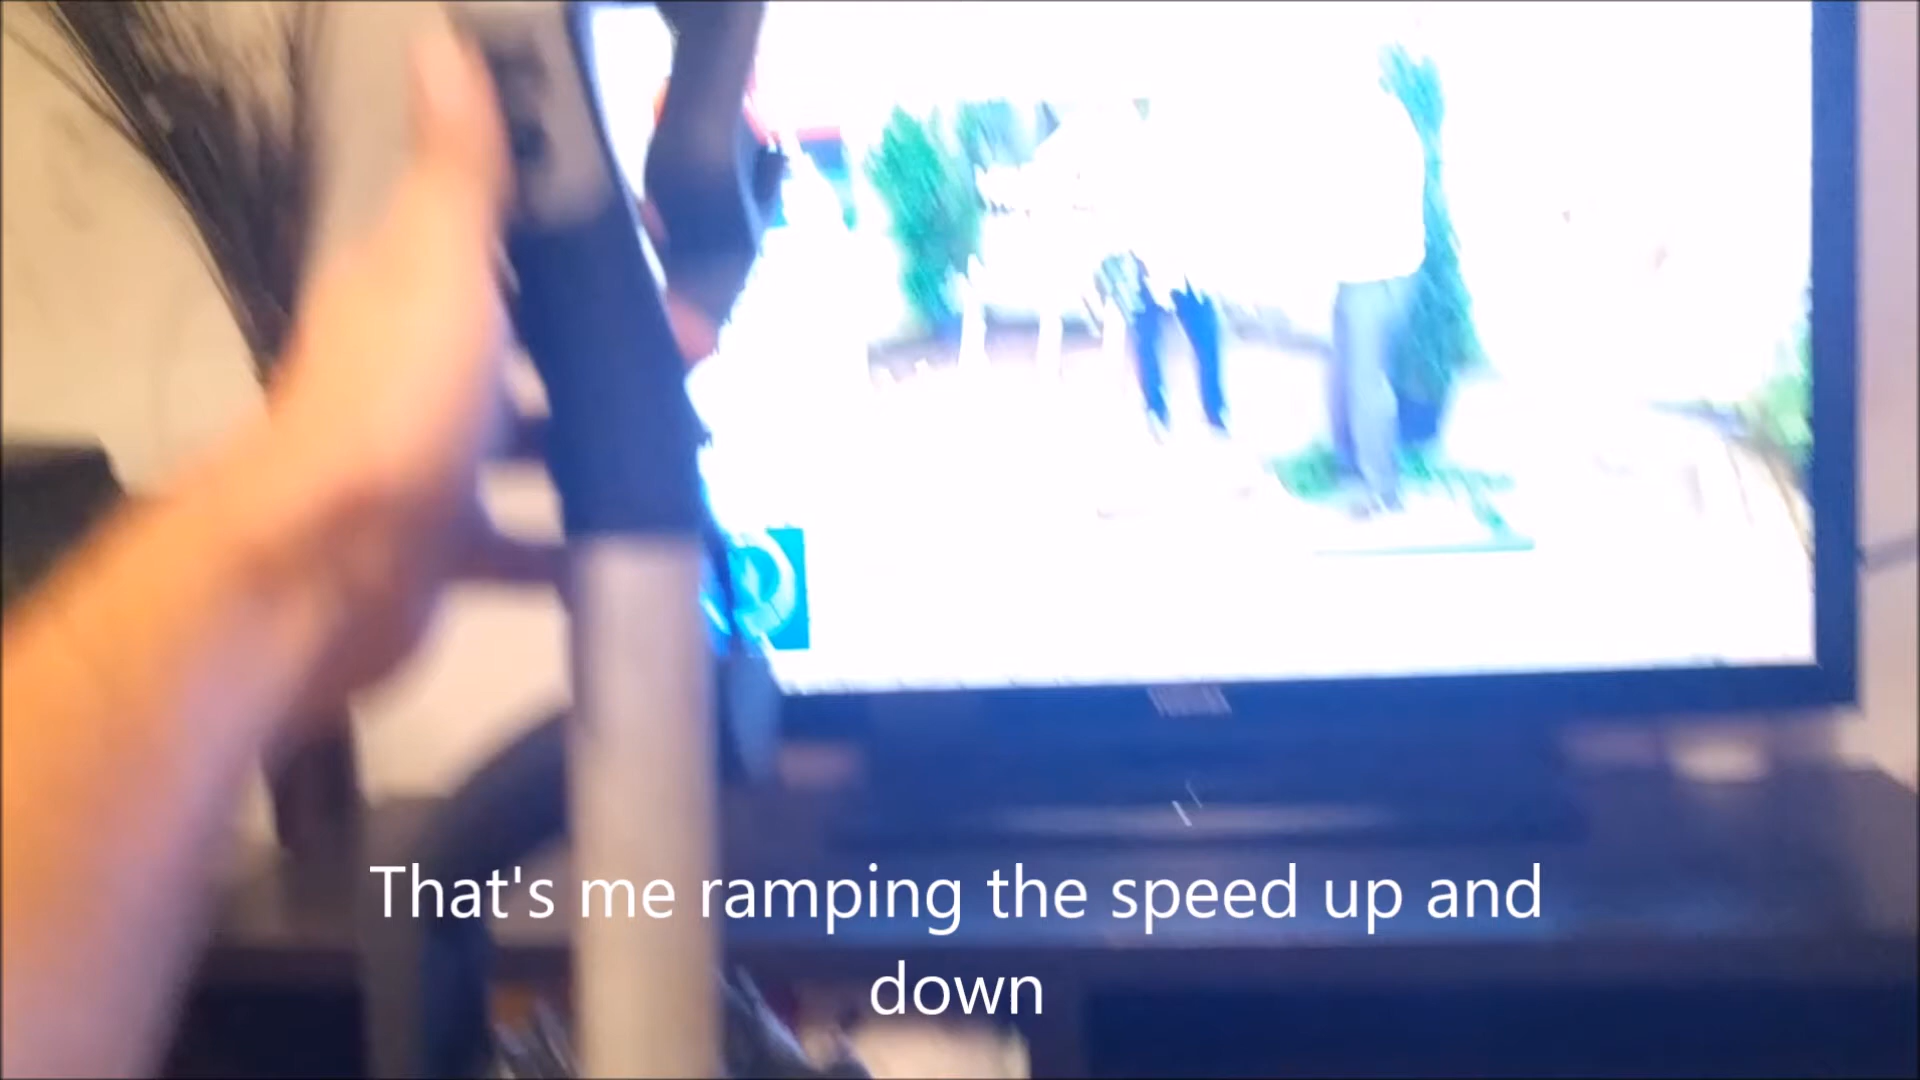 That's me ramping the speed up and
down